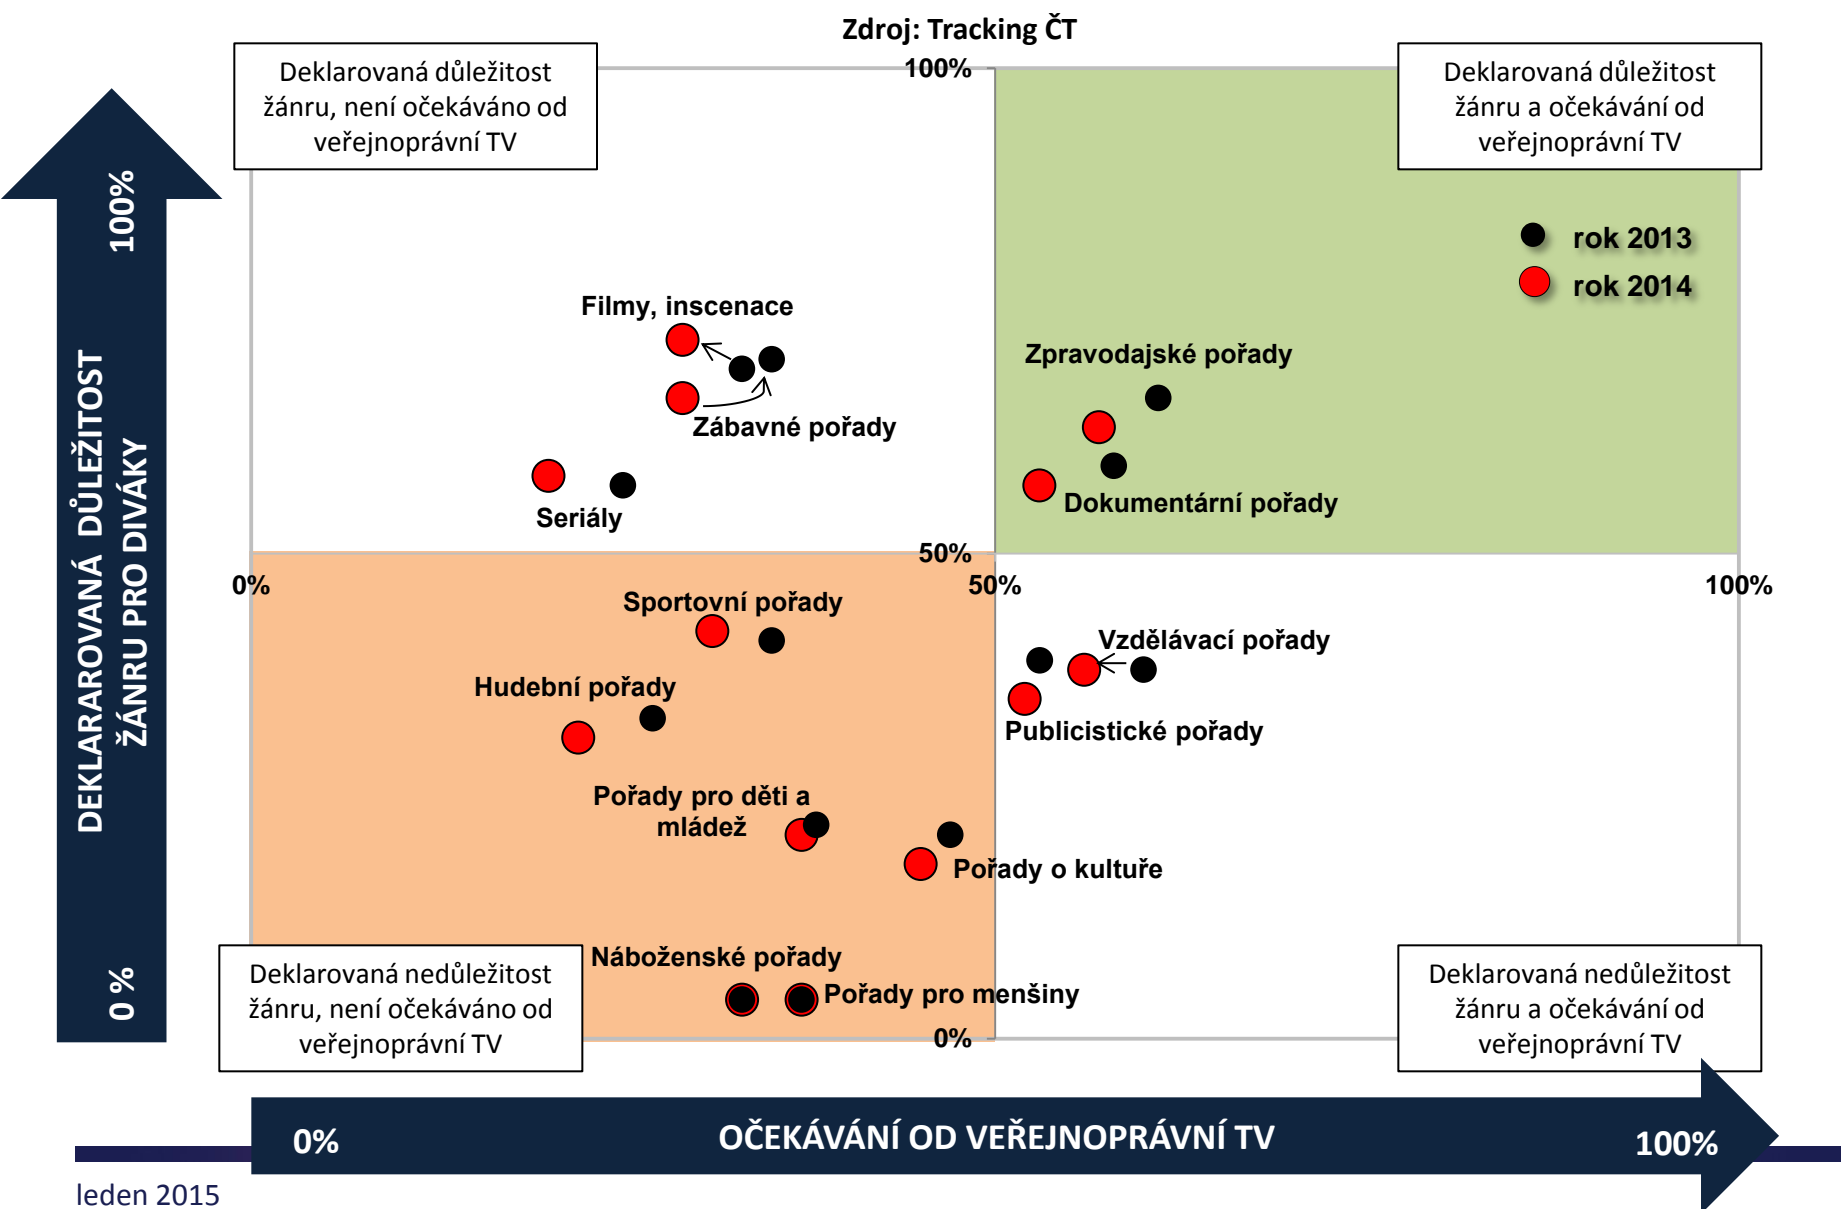 Zdroj: Tracking ČT
Deklarovaná důležitost
žánru, není očekáváno od
veřejnoprávní TV
100%
Deklarovaná důležitost
žánru a očekávání od
veřejnoprávní TV
100%
rok 2013
rok 2014
Filmy, inscenace
Zpravodajské pořady
Zábavné pořady
Dokumentární pořady
Seriály
DEKLARAROVANÁ DŮLEŽITOST
ŽÁNRU PRO DIVÁKY
50%
0%
50%
100%
Sportovní pořady
Vzdělávací pořady
Hudební pořady
Publicistické pořady
Pořady pro děti a
mládež
Pořady o kultuře
Náboženské pořady
Pořady pro menšiny
0 %
Deklarovaná nedůležitost
žánru, není očekáváno od
veřejnoprávní TV
0%
Deklarovaná nedůležitost
žánru a očekávání od
veřejnoprávní TV
0%
OČEKÁVÁNÍ OD VEŘEJNOPRÁVNÍ TV
100%
leden 2015